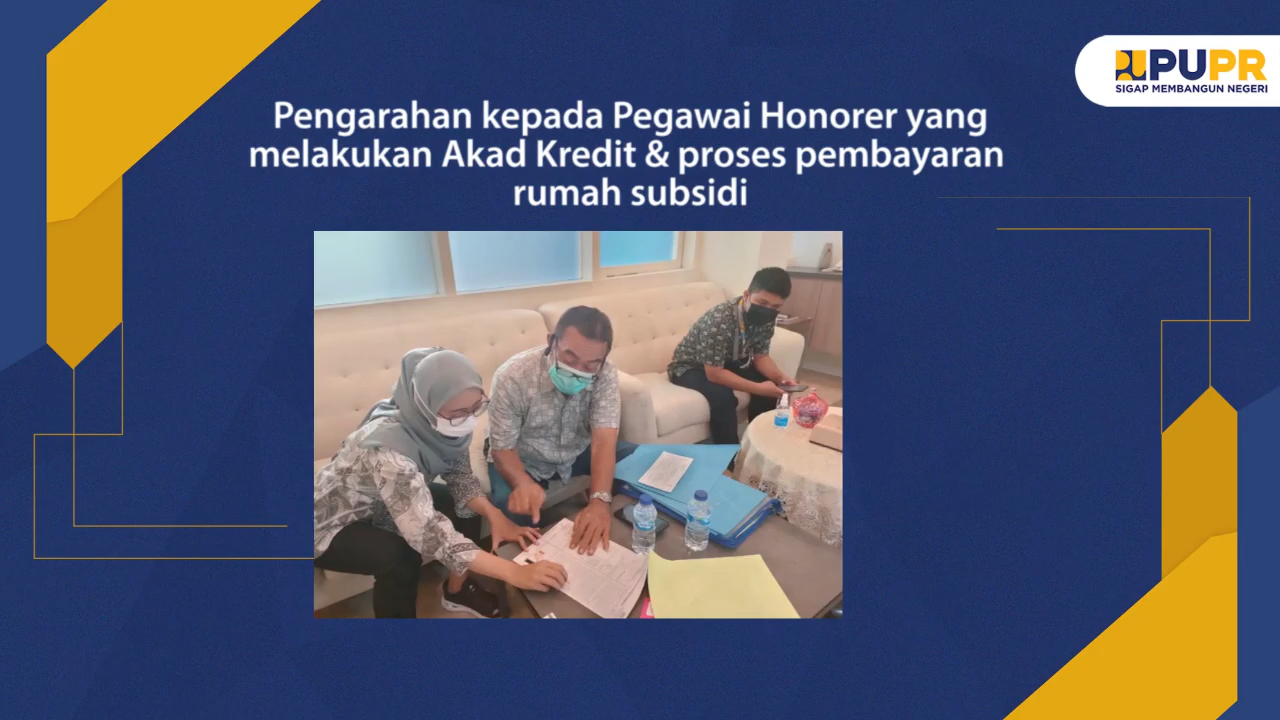 PUPR
SIGAP MEMBANGUN NEGERI
Pengarahan kepada Pegawai Honorer yang
melakukan Akad Kredit & proses pembayaran
rumah subsidi